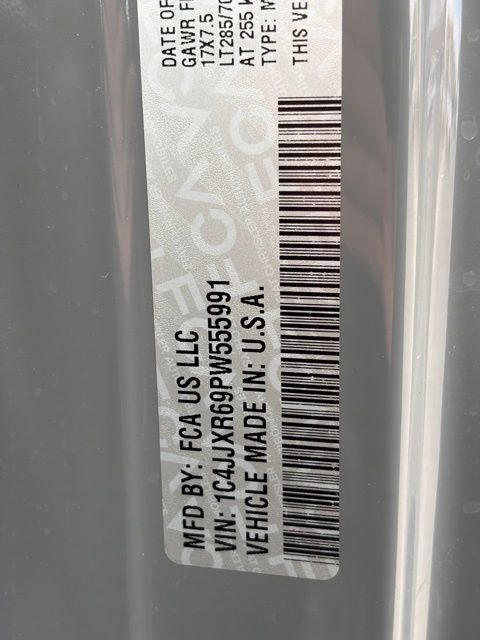 MFD BY: FCA US LLC
VIN: 1C4JJXR69PW555991
VEHICLE MADE IN: U.S.A.
DATE OF
GAWR F
17X7.5
LT285/70
AT 255 K
TYPE: M
THIS VE